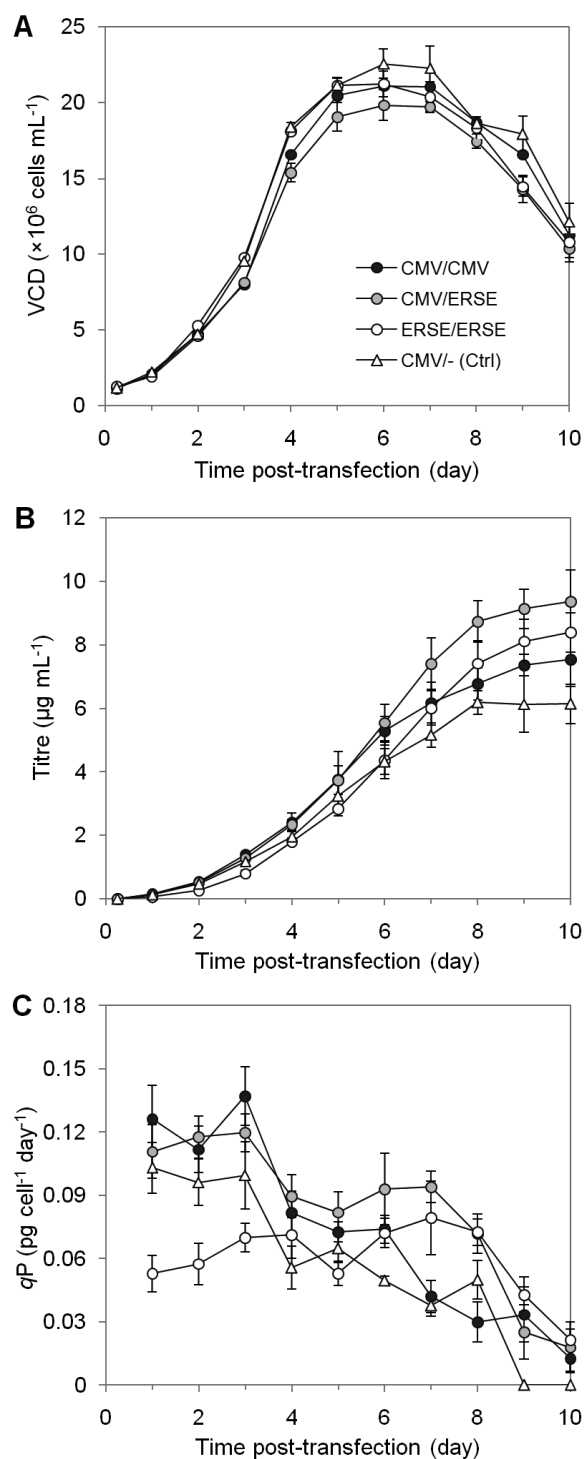 A
25
20
15
10
5
0
VCD (×10⁶ cells mL⁻¹)
CMV/CMV
CMV/ERSE
ERSE/ERSE
CMV/- (Ctrl)
0 2 4 6 8 10
Time post-transfection (day)
B
12
10
8
6
4
2
0
Titre (µg mL⁻¹)
0 2 4 6 8 10
Time post-transfection (day)
C
0.18
0.15
0.12
0.09
0.06
0.03
0
qP (pg cell⁻¹ day⁻¹)
0 2 4 6 8 10
Time post-transfection (day)